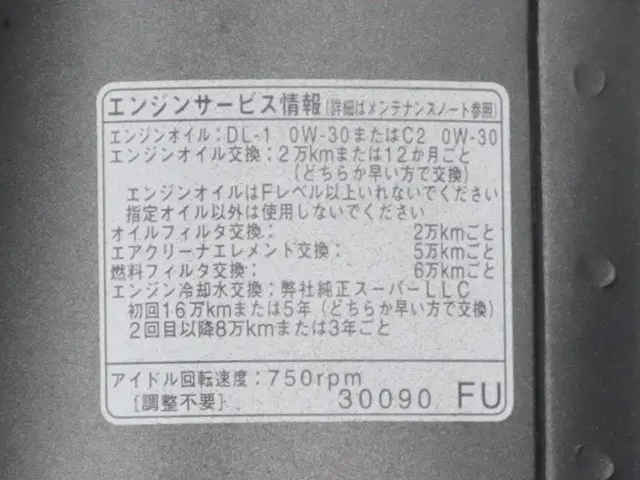 エンジンサービス情報(詳細はメンテナンスノート参照)
エンジンオイル:DL-1 0W-30またはC2 0W-30
エンジンオイル交換:2万kmまたは12か月ごと
(どちらか早い方で交換)
エンジンオイルはFレベル以上いれないでください
指定オイル以外は使用しないでください
オイルフィルタ交換: 2万kmごと
エアクリーナエレメント交換: 5万kmごと
燃料フィルタ交換: 6万kmごと
エンジン冷却水交換:弊社純正スーパーLLC
初回16万kmまたは5年(どちらか早い方で交換)
2回目以降8万kmまたは3年ごと
アイドル回転速度:750rpm
[調整不要] 30090 FU